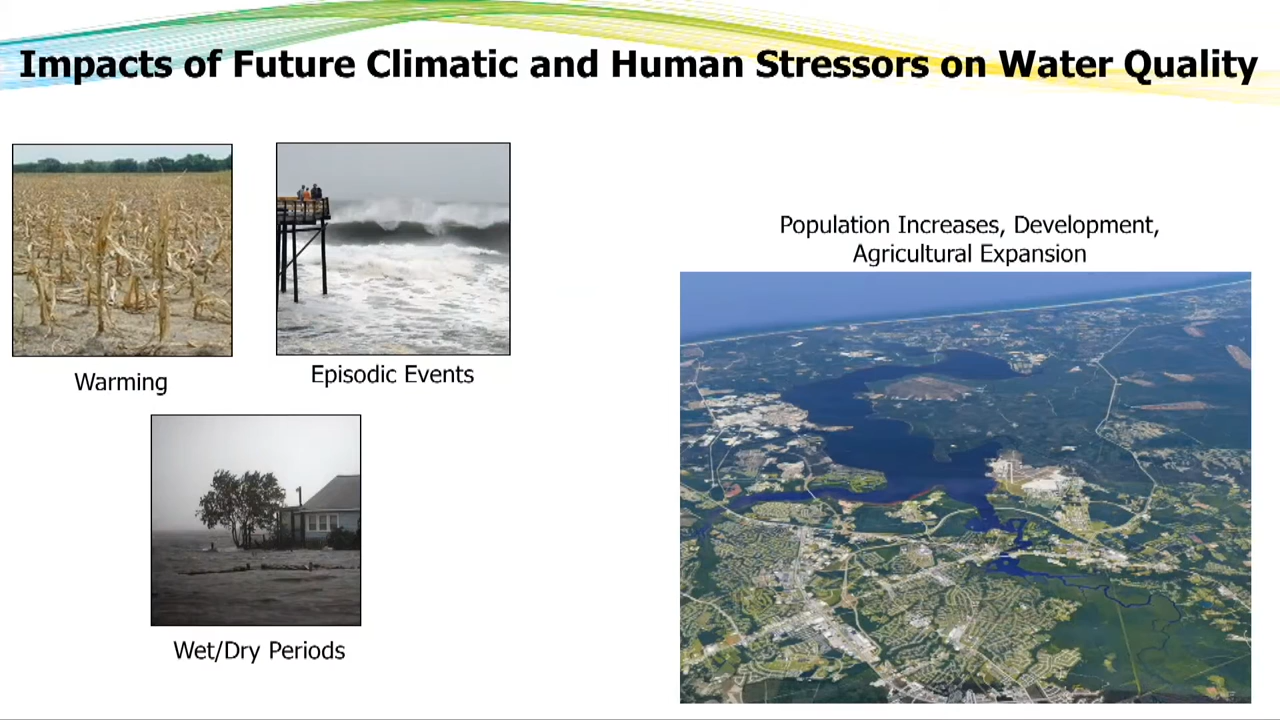 Impacts of Future Climatic and Human Stressors on Water Quality
Warming
Episodic Events
Wet/Dry Periods
Population Increases, Development,
Agricultural Expansion